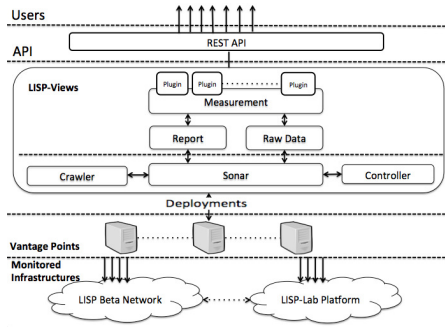 Users
REST API
API
LISP-Views
Plugin Plugin Plugin
Measurement
Report Raw Data
Crawler Sonar Controller
Deployments
Vantage Points
Monitored
Infrastructures
LISP Beta Network LISP-Lab Platform